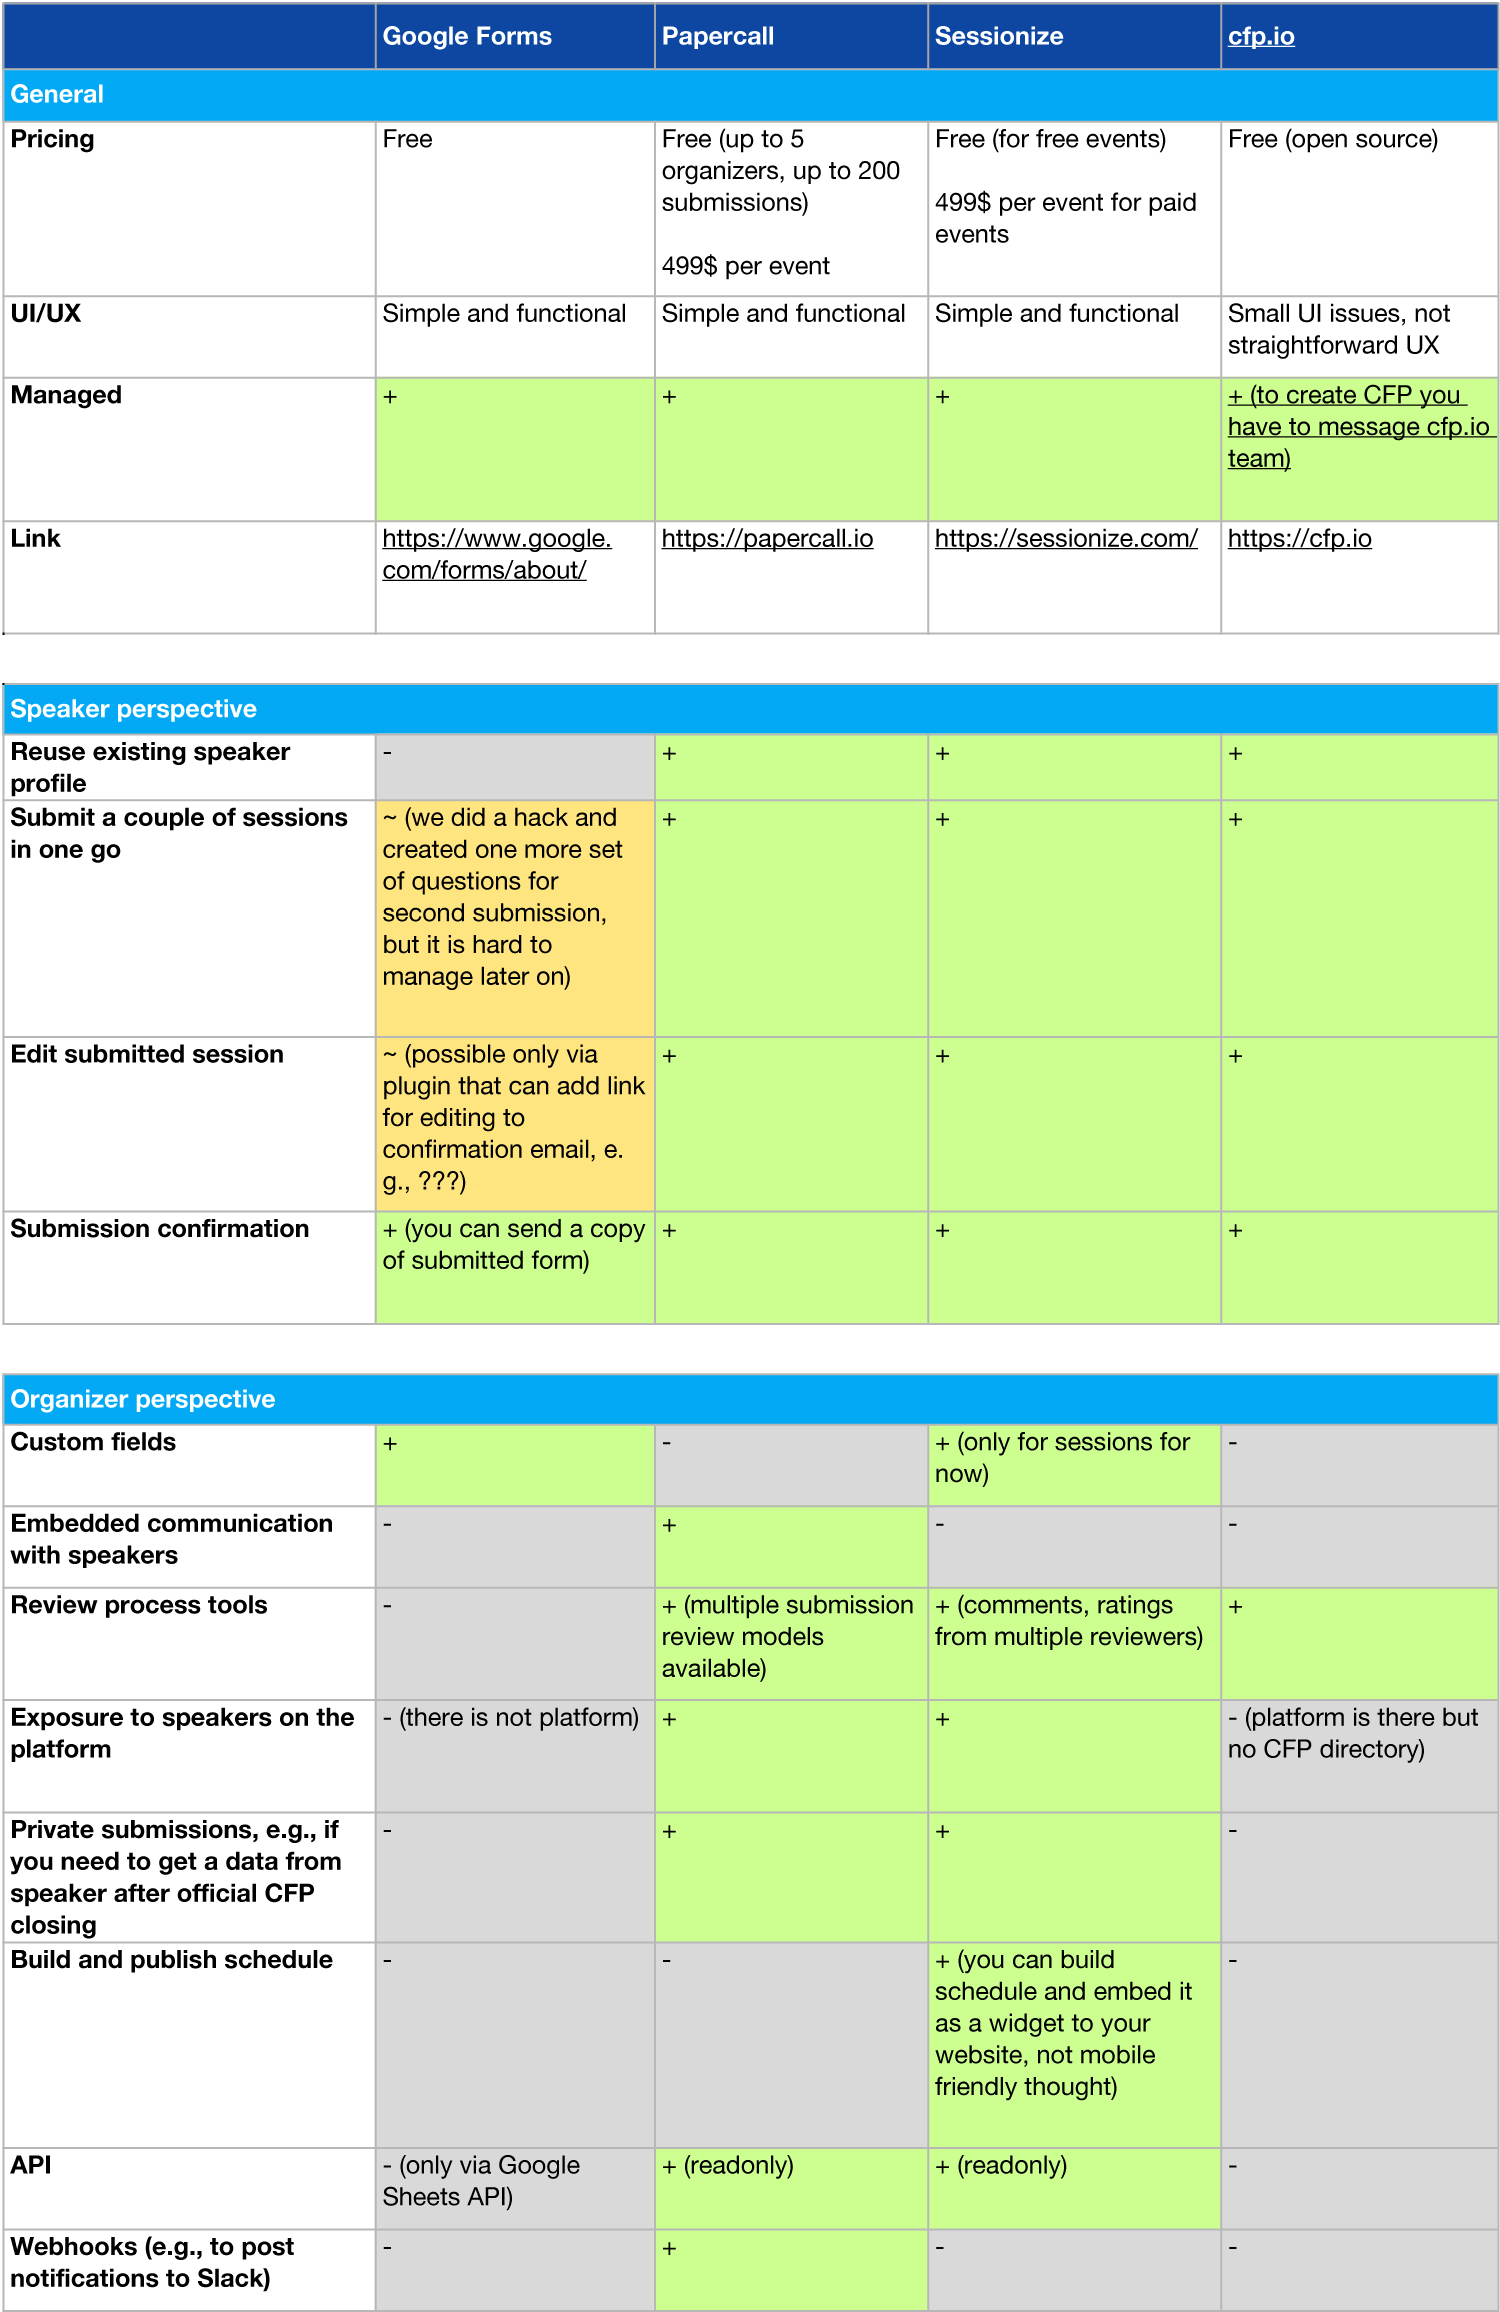 Google Forms Papercall Sessionize cfp.io
General
Pricing
Free
Free (up to 5
organizers, up to 200
submissions)
499$ per event
Free (for free events)
499$ per event for paid
events
Free (open source)
UI/UX
Simple and functional
Simple and functional
Simple and functional
Small UI issues, not
straightforward UX
Managed
+
+
+
+ (to create CFP you
have to message cfp.io
team)
Link
https://www.google.
com/forms/about/
https://papercall.io
https://sessionize.com/
https://cfp.io
Speaker perspective
Reuse existing speaker
profile
-
+
+
+
Submit a couple of sessions
in one go
~ (we did a hack and
created one more set
of questions for
second submission,
but it is hard to
manage later on)
+
+
+
Edit submitted session
~ (possible only via
plugin that can add link
for editing to
confirmation email, e.
g., ???)
+
+
+
Submission confirmation
+ (you can send a copy
of submitted form)
+
+
+
Organizer perspective
Custom fields
+
-
+ (only for sessions for
now)
-
Embedded communication
with speakers
-
+
-
-
Review process tools
-
+ (multiple submission
review models
available)
+ (comments, ratings
from multiple reviewers)
+
Exposure to speakers on the
platform
- (there is not platform)
+
+
- (platform is there but
no CFP directory)
Private submissions, e.g., if
you need to get a data from
speaker after official CFP
closing
-
+
+
-
Build and publish schedule
-
-
+ (you can build
schedule and embed it
as a widget to your
website, not mobile
friendly thought)
-
API
- (only via Google
Sheets API)
+ (readonly)
+ (readonly)
-
Webhooks (e.g., to post
notifications to Slack)
-
+
-
-